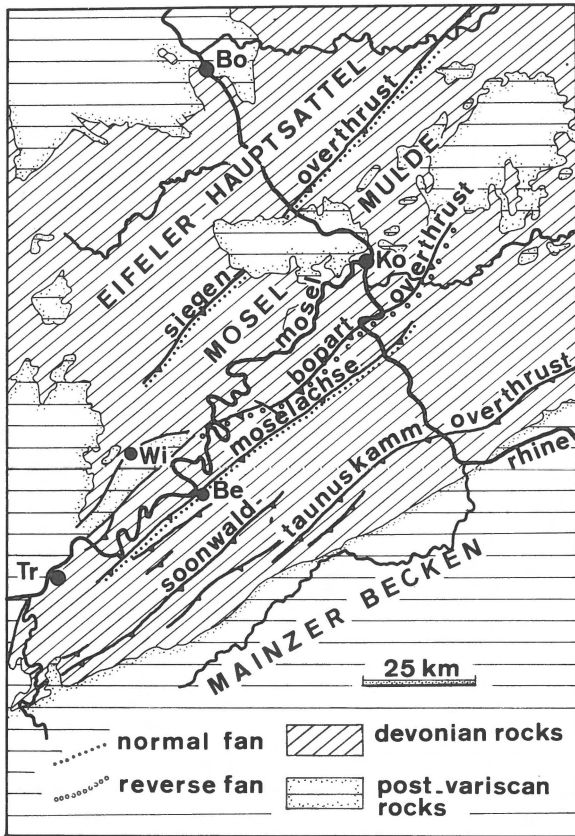 Bo
EIFELER HAUPTSATTEL
overthrust
MULDE
overthrust
Ko
siegen
MOSEL
mosel
bopart
moselachse
overthrust
Wi
Be
rhine
taunuskamm
soonwald-
Tr
MAINZER BECKEN
25 km
normal fan
devonian rocks
reverse fan
post-variscan
rocks